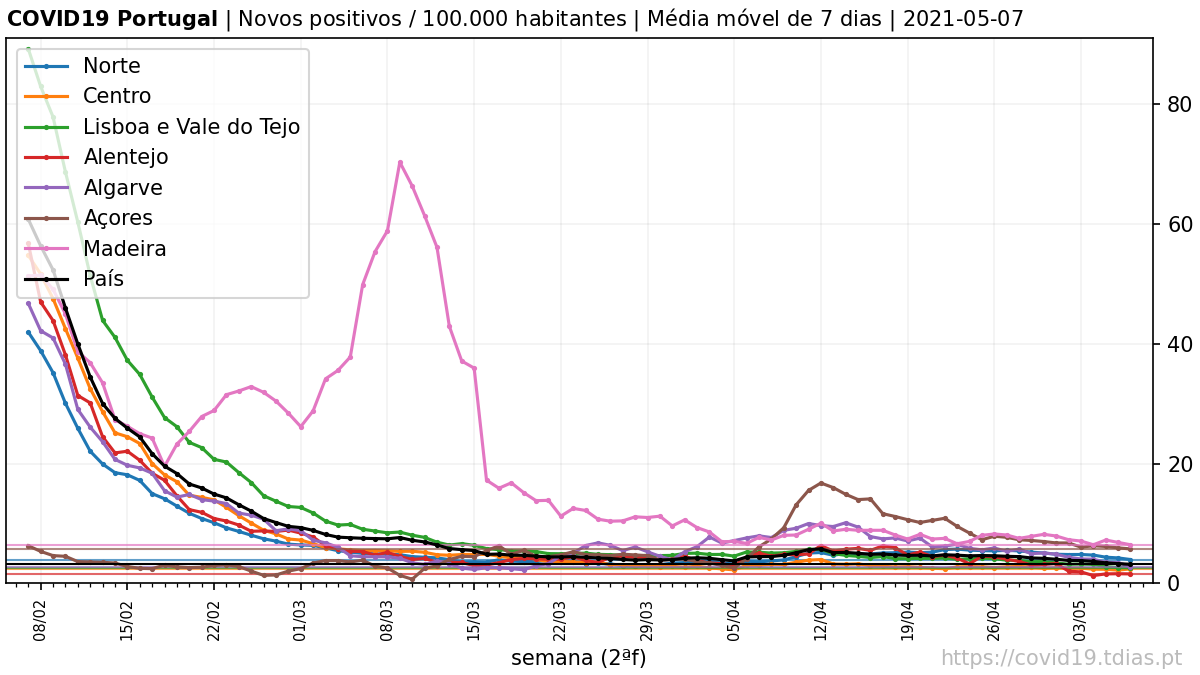 COVID19 Portugal | Novos positivos / 100.000 habitantes | Média móvel de 7 dias | 2021-05-07
Norte
Centro
Lisboa e Vale do Tejo
Alentejo
Algarve
Açores
Madeira
País
80
60
40
20
0
08/02
15/02
22/02
01/03
08/03
15/03
22/03
29/03
05/04
12/04
19/04
26/04
03/05
semana (2ªf)
https://covid19.tdias.pt